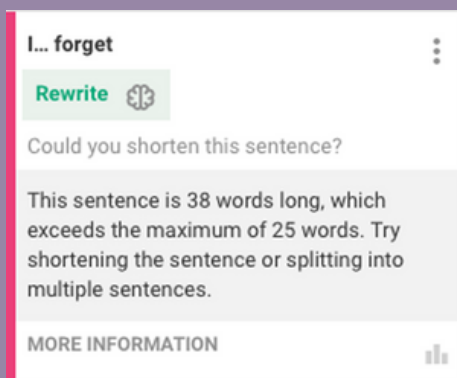 I... forget
Rewrite
Could you shorten this sentence?
This sentence is 38 words long, which
exceeds the maximum of 25 words. Try
shortening the sentence or splitting into
multiple sentences.
MORE INFORMATION